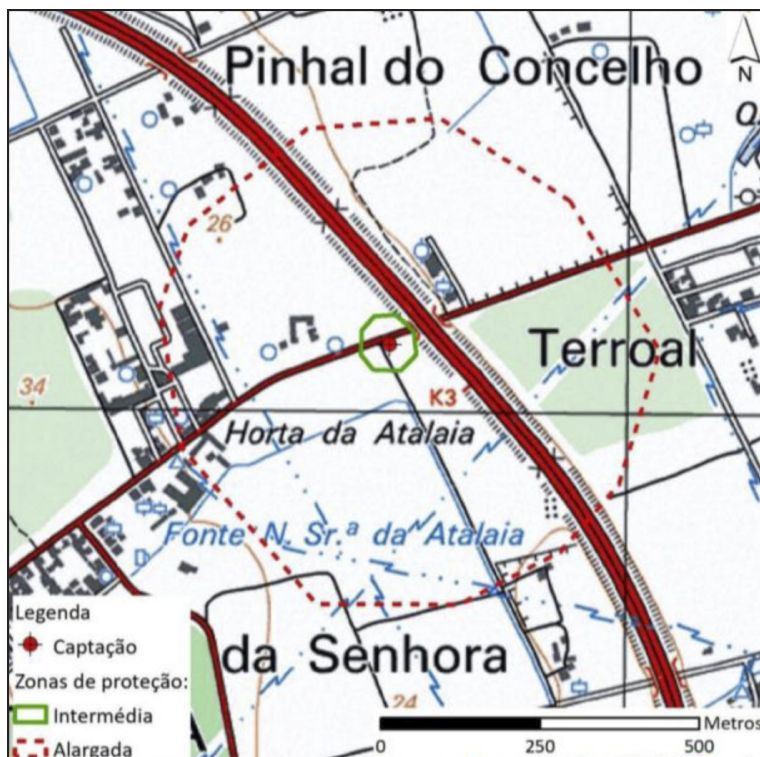 Pinhal do Concelho
N
Q.
26
Terroal
34
K3
Horta da Atalaia
Fonte N. Sr.ª da Atalaia
Legenda
Captação
da Senhora
Zonas de proteção:
24
Intermédia
Metros
Alargada
0 250 500